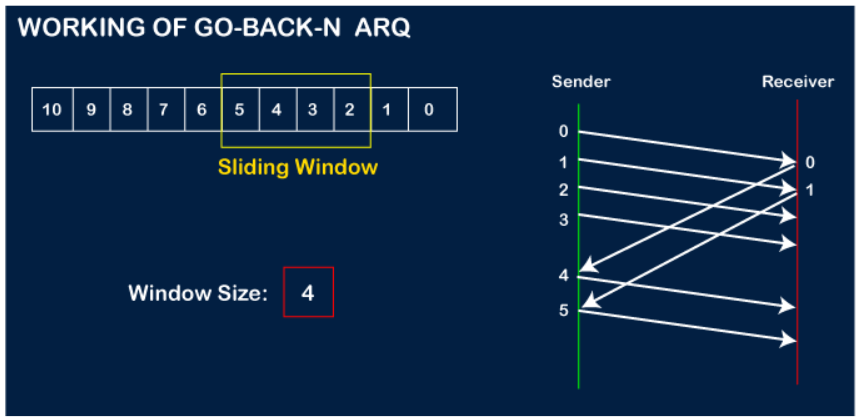 WORKING OF GO-BACK-N ARQ
10 9 8 7 6 5 4 3 2 1 0
Sliding Window
Window Size: 4
Sender Receiver
0
0
1
1
2
3
4
5